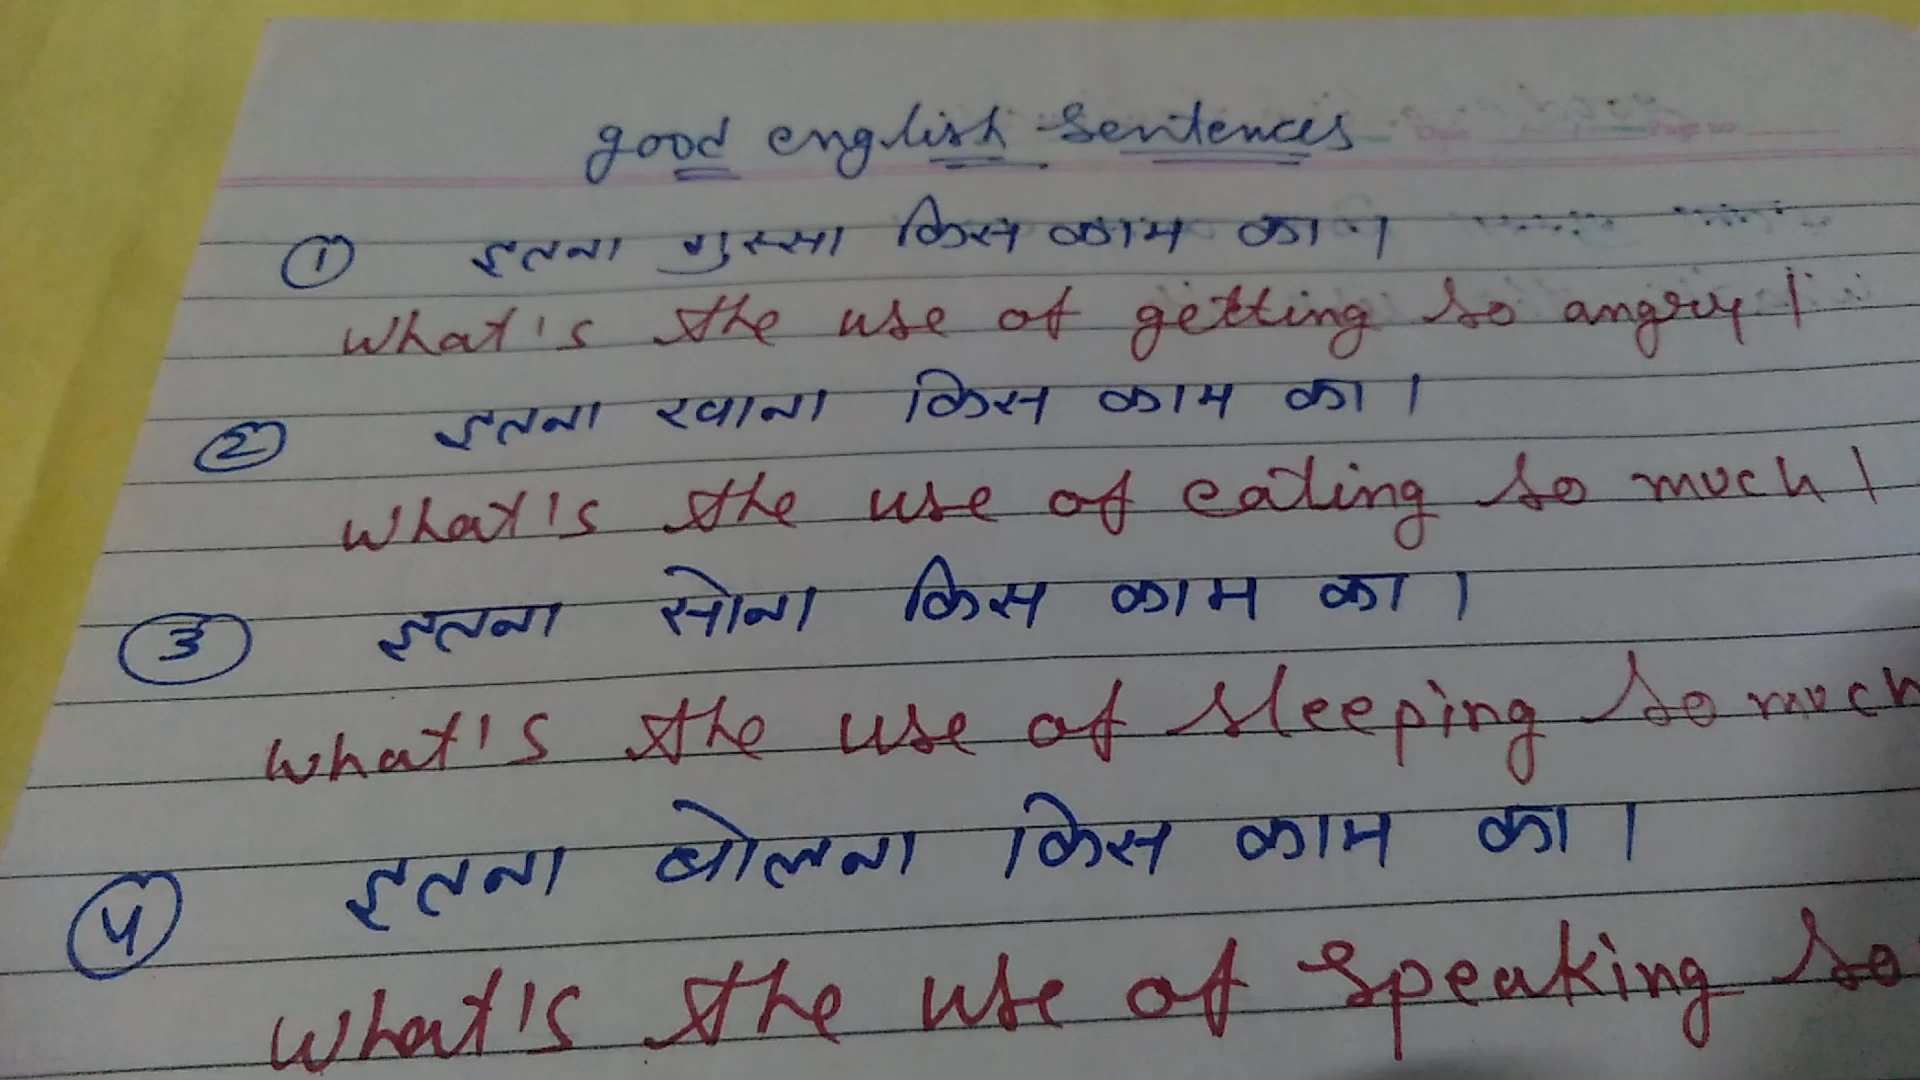 good english sentences
① इतना गुस्सा किस काम का।
What's the use of getting so angry।
② इतना खाना किस काम का।
What's the use of eating so much।
③ इतना सोना किस काम का।
What's the use of sleeping so much
④ इतना बोलना किस काम का।
What's the use of speaking so